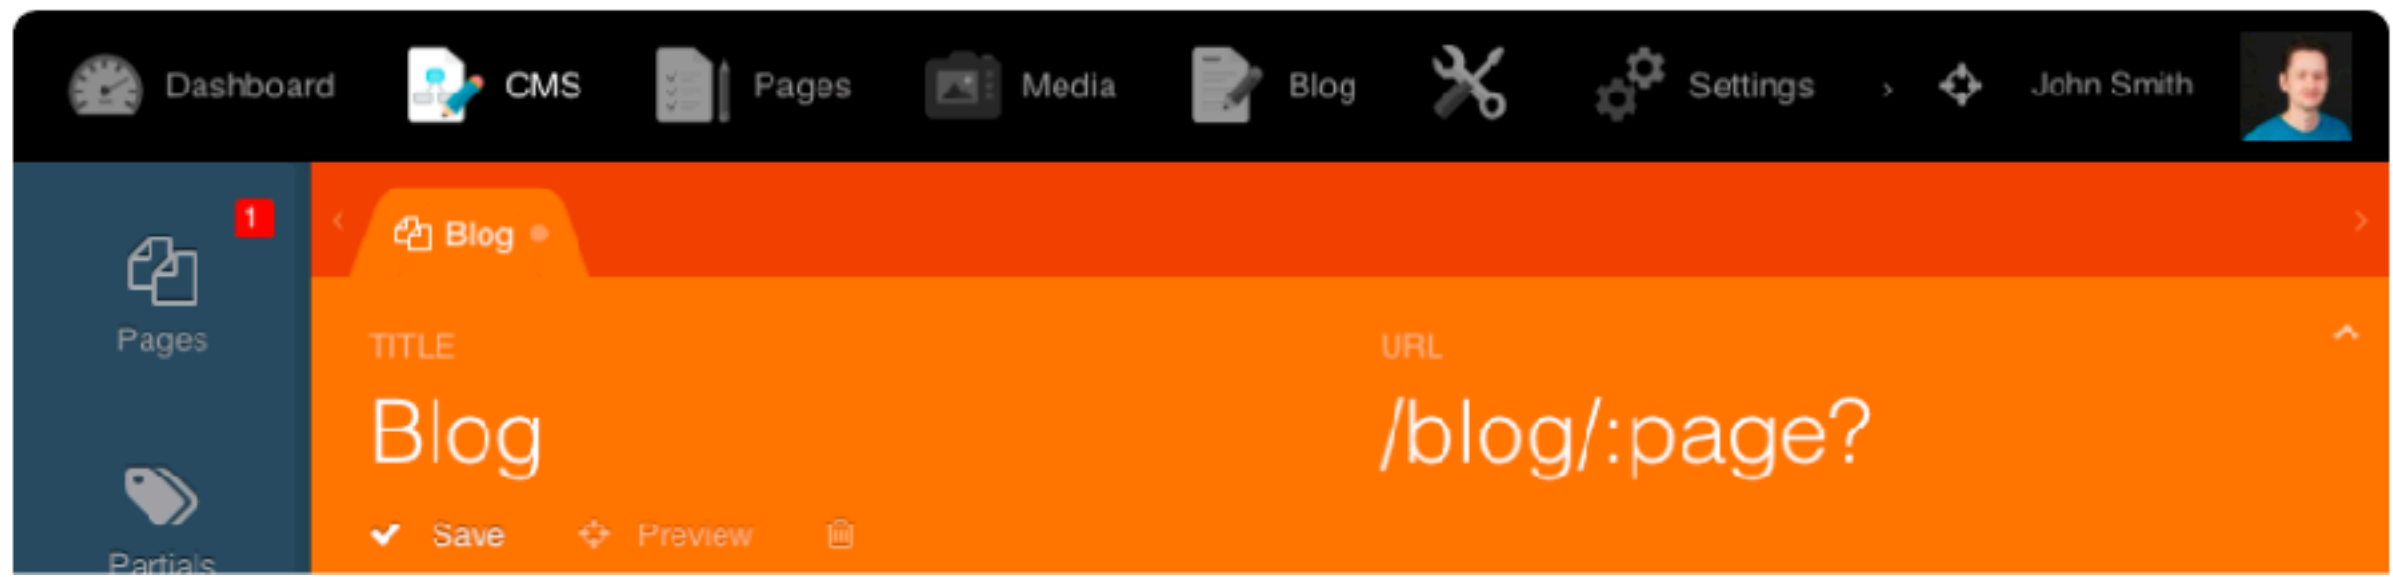 Dashboard CMS Pages Media Blog Settings John Smith
1
Blog
Pages
TITLE URL
Blog /blog/:page?
Save Preview
Partials